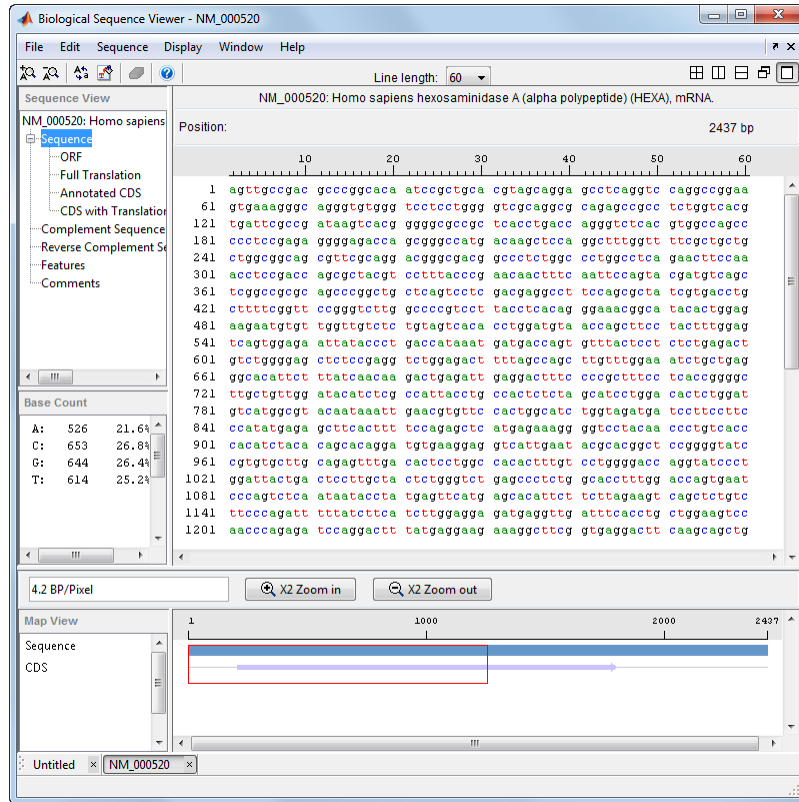 Biological Sequence Viewer - NM_000520
File Edit Sequence Display Window Help
Line length: 60
Sequence View
NM_000520: Homo sapiens
Sequence
ORF
Full Translation
Annotated CDS
CDS with Translation
Complement Sequence
Reverse Complement Se
Features
Comments
Base Count
A: 526 21.6%
C: 653 26.8%
G: 644 26.4%
T: 614 25.2%
NM_000520: Homo sapiens hexosaminidase A (alpha polypeptide) (HEXA), mRNA.
Position: 2437 bp
10 20 30 40 50 60
1 agttgccgac gcccggcaca atccgctgca cgtagcagga gcctcaggtc caggccggaa
61 gtgaaagggc agggtgtggg tcctcctggg gtcgcaggcg cagagccgcc tctggtcacg
121 tgattcgccg ataagtcacg ggggcgccgc tcacctgacc agggtctcac gtggccagcc
181 ccctccgaga ggggagacca gcgggccatg acaagctcca ggctttggtt ttcgctgctg
241 ctggcggcag cgttcgcagg acgggcgacg gccctctggc cctggcctca gaacttccaa
301 acctccgacc agcgctacgt cctttacccg aacaactttc aattccagta cgatgtcagc
361 tcggccgcgc agcccggctg ctcagtcctc gacgaggcct tccagcgcta tcgtgacctg
421 cttttcggtt cccgggtctt ggccccgtcct tacctcacag ggaaacggca tacactggag
481 aagaatgtgt tggttgtctc tgtagtcaca cctggatgta accagcttcc tactttggag
541 tcagtggaga attataccct gaccataaat gatgaccagt gtttactcct ctctgagact
601 gtctggggag ctctccgagg tctggagact tttagccagc ttgtttggaa atctgctgag
661 ggcacattct ttatcaacaa gactgagatt gaggactttc cccgctttcc tcaccggggc
721 ttgctgttgg atacatctcg ccattacctg ccactctcta gcatcctgga cactctggat
781 gtcatggcgt acaataaatt gaacgtgttc cactggcatc tggtagatga tccttccttc
841 ccatatgaga gcttcacttt tccagagctc atgagaaagg ggtcctacaa ccctgtcacc
901 cacatctaca cagcacagga tgtgaaggag gtcattgaat acgcacggct ccggggtatc
961 cgtgtgcttg cagagtttga cactcctggc cacactttgt cctggggacc aggtatccct
1021 ggattactga ctccttgcta ctctgggtct gagccctctg gcacctttgg accagtgaat
1081 cccagtctca ataataccta tgagttcatg agcacattct tcttagaagt cagctctgtc
1141 ttcccagatt tttatcttca tcttggagga gatgaggttg atttcacctg ctggaagtcc
1201 aacccagaga tccaggactt tatgaggaag aaaggcttcg gtgaggactt caagcagctg
4.2 BP/Pixel
X2 Zoom in
X2 Zoom out
Map View
Sequence
CDS
1 1000 2000 2437
Untitled NM_000520